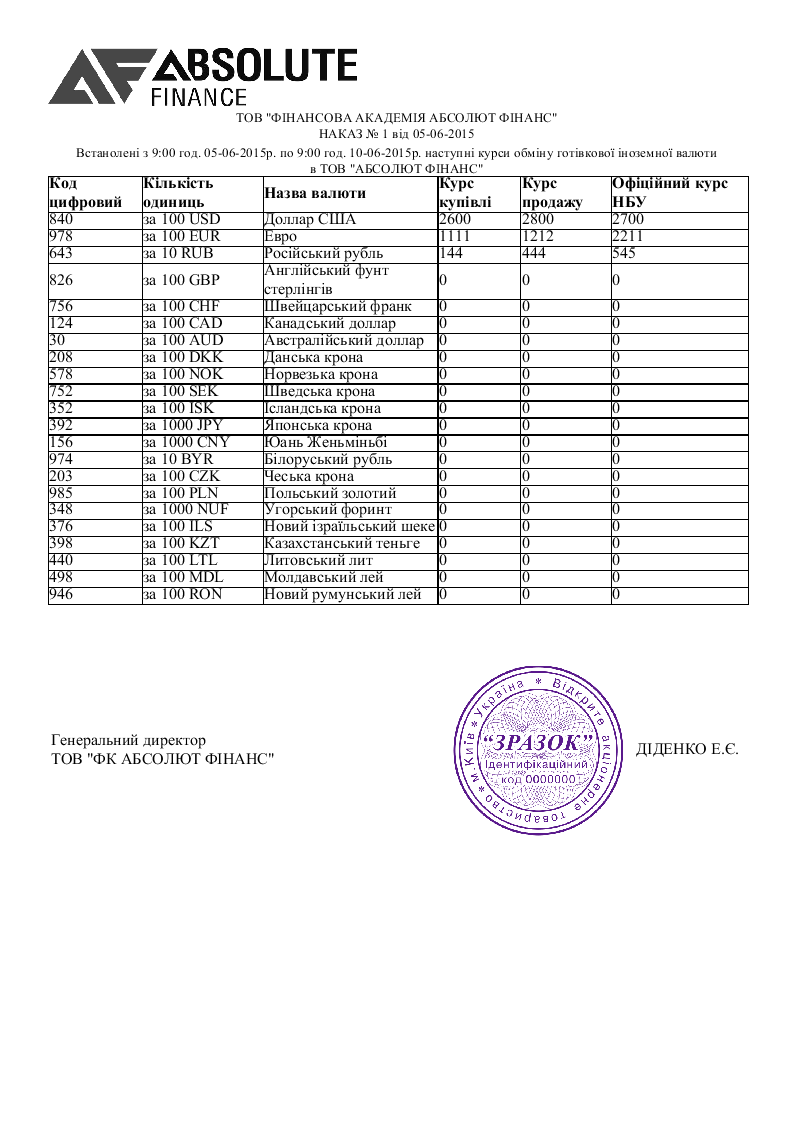 ABSOLUTE
FINANCE
ТОВ "ФІНАНСОВА АКАДЕМІЯ АБСОЛЮТ ФІНАНС"
НАКАЗ № 1 від 05-06-2015
Встанолені з 9:00 год. 05-06-2015р. по 9:00 год. 10-06-2015р. наступні курси обміну готівкової іноземної валюти
в ТОВ "АБСОЛЮТ ФІНАНС"
Код цифровий Кількість одиниць Назва валюти Курс купівлі Курс продажу Офіційний курс НБУ
840 за 100 USD Доллар США 2600 2800 2700
978 за 100 EUR Евро 1111 1212 2211
643 за 10 RUB Російський рубль 144 444 545
826 за 100 GBP Англійський фунт стерлінгів 0 0 0
756 за 100 CHF Швейцарський франк 0 0 0
124 за 100 CAD Канадський доллар 0 0 0
30 за 100 AUD Австралійський доллар 0 0 0
208 за 100 DKK Данська крона 0 0 0
578 за 100 NOK Норвезька крона 0 0 0
752 за 100 SEK Шведська крона 0 0 0
352 за 100 ISK Ісландська крона 0 0 0
392 за 1000 JPY Японська крона 0 0 0
156 за 1000 CNY Юань Женьміньбі 0 0 0
974 за 10 BYR Білоруський рубль 0 0 0
203 за 100 CZK Чеська крона 0 0 0
985 за 100 PLN Польський золотий 0 0 0
348 за 1000 NUF Угорський форинт 0 0 0
376 за 100 ILS Новий ізраїльський шеке 0 0 0
398 за 100 KZT Казахстанський теньге 0 0 0
440 за 100 LTL Литовський лит 0 0 0
498 за 100 MDL Молдавський лей 0 0 0
946 за 100 RON Новий румунський лей 0 0 0
Генеральний директор
ТОВ "ФК АБСОЛЮТ ФІНАНС"
* Україна * Відкрите акціонерне товариство * м.Київ
“ЗРАЗОК”
Ідентифікаційний
код 0000000
ДІДЕНКО Е.Є.